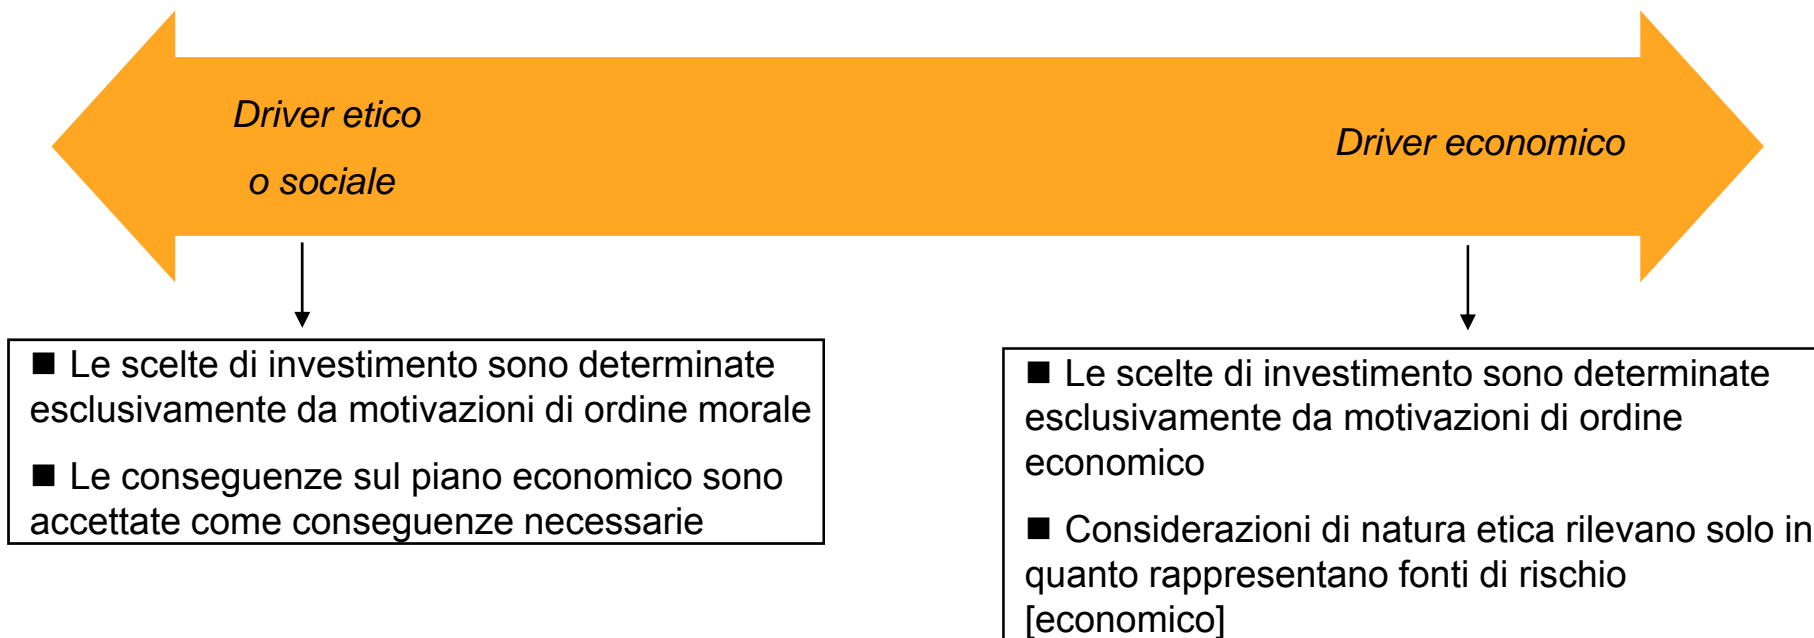 Driver etico
o sociale
Driver economico
■ Le scelte di investimento sono determinate
esclusivamente da motivazioni di ordine morale
■ Le conseguenze sul piano economico sono
accettate come conseguenze necessarie
■ Le scelte di investimento sono determinate
esclusivamente da motivazioni di ordine
economico
■ Considerazioni di natura etica rilevano solo in
quanto rappresentano fonti di rischio
[economico]